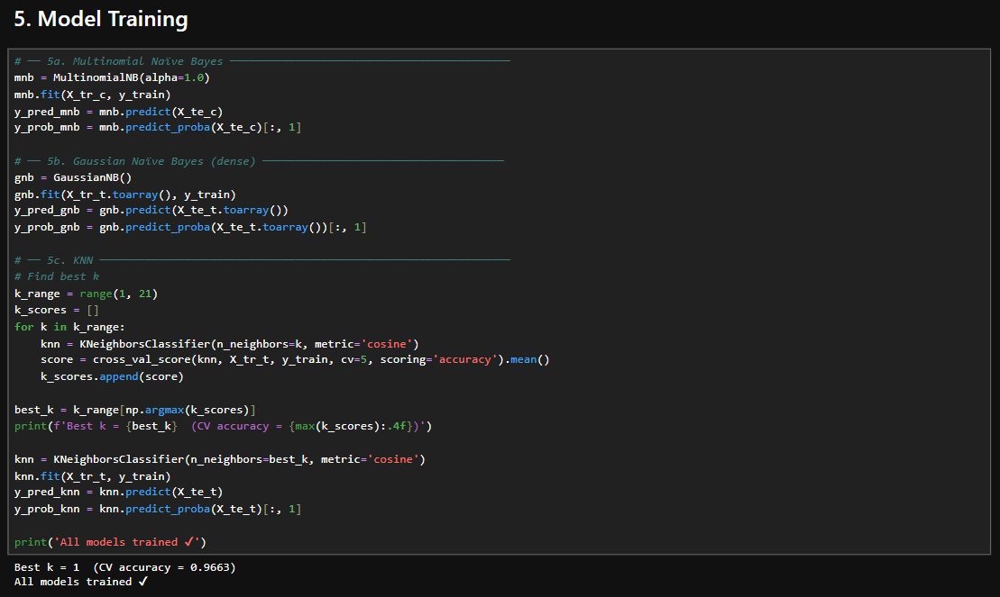 5. Model Training
# ── 5a. Multinomial Naïve Bayes ───────────────────────────────────────────
mnb = MultinomialNB(alpha=1.0)
mnb.fit(X_tr_c, y_train)
y_pred_mnb = mnb.predict(X_te_c)
y_prob_mnb = mnb.predict_proba(X_te_c)[:, 1]
# ── 5b. Gaussian Naïve Bayes (dense) ─────────────────────────────────────
gnb = GaussianNB()
gnb.fit(X_tr_t.toarray(), y_train)
y_pred_gnb = gnb.predict(X_te_t.toarray())
y_prob_gnb = gnb.predict_proba(X_te_t.toarray())[:, 1]
# ── 5c. KNN ───────────────────────────────────────────────────────────────
# Find best k
k_range = range(1, 21)
k_scores = []
for k in k_range:
    knn = KNeighborsClassifier(n_neighbors=k, metric='cosine')
    score = cross_val_score(knn, X_tr_t, y_train, cv=5, scoring='accuracy').mean()
    k_scores.append(score)
best_k = k_range[np.argmax(k_scores)]
print(f'Best k = {best_k}  (CV accuracy = {max(k_scores):.4f})')
knn = KNeighborsClassifier(n_neighbors=best_k, metric='cosine')
knn.fit(X_tr_t, y_train)
y_pred_knn = knn.predict(X_te_t)
y_prob_knn = knn.predict_proba(X_te_t)[:, 1]
print('All models trained ✓')
Best k = 1  (CV accuracy = 0.9663)
All models trained ✓